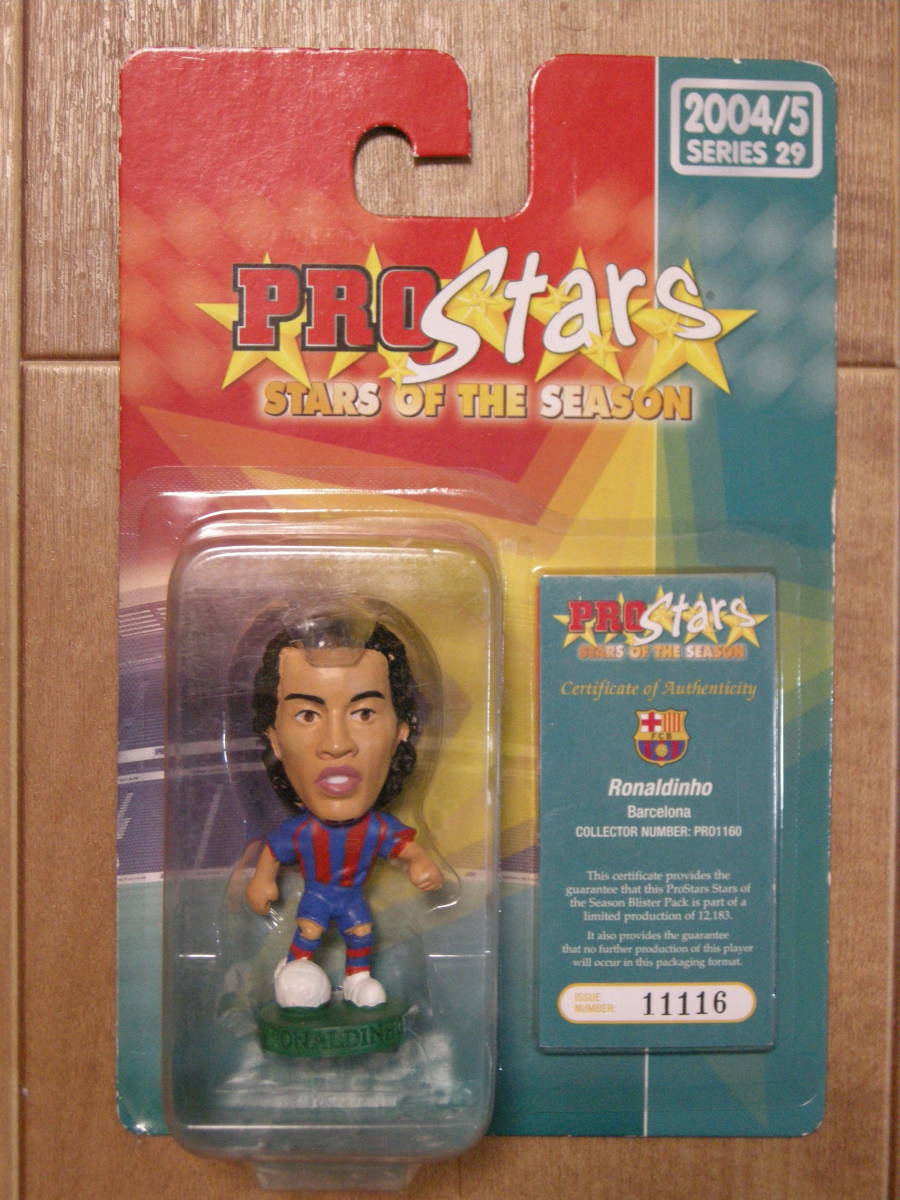 2004/5
SERIES 29
PROStars
STARS OF THE SEASON
PROStars
STARS OF THE SEASON
Certificate of Authenticity
FCB
Ronaldinho
Barcelona
COLLECTOR NUMBER: PRO1160
This certificate provides the
guarantee that this ProStars Stars of
the Season Blister Pack is part of a
limited production of 12,183.
It also provides the guarantee
that no further production of this player
will occur in this packaging format.
ISSUE
NUMBER:
11116
RONALDINHO